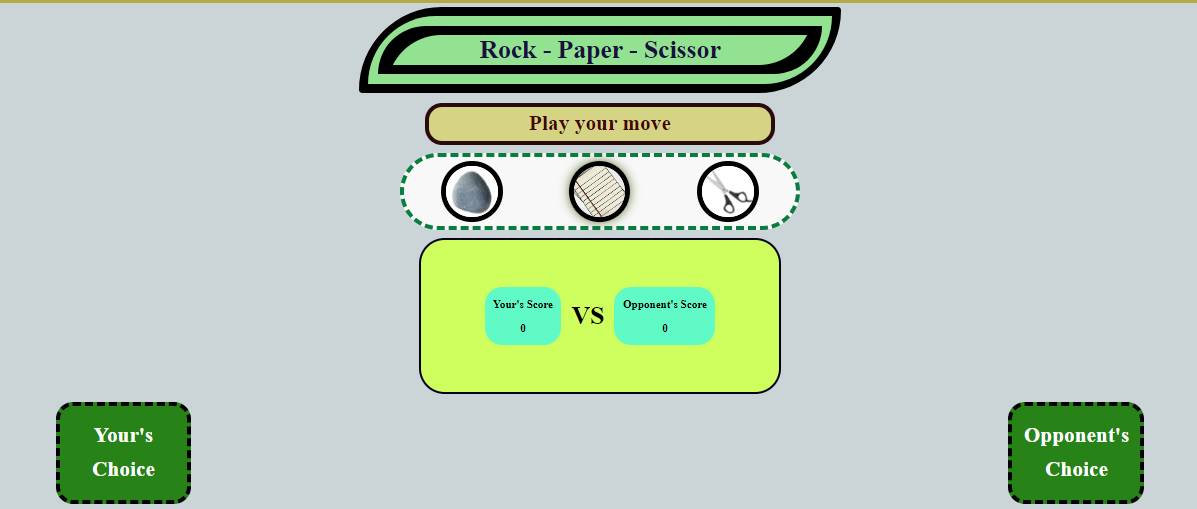 Rock - Paper - Scissor
Play your move
Your's Score
0
VS
Opponent's Score
0
Your's
Choice
Opponent's
Choice